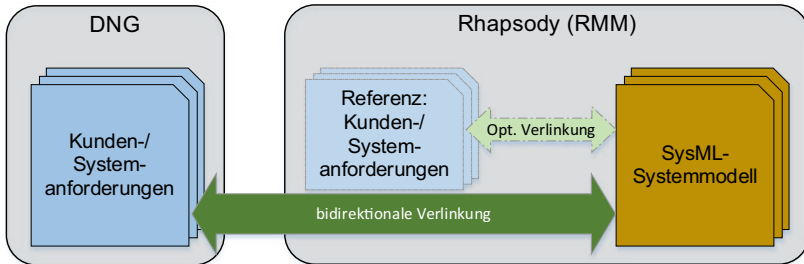 DNG
Kunden-/
System-
anforderungen
Rhapsody (RMM)
Referenz:
Kunden-/
System-
anforderungen
Opt. Verlinkung
SysML-
Systemmodell
bidirektionale Verlinkung